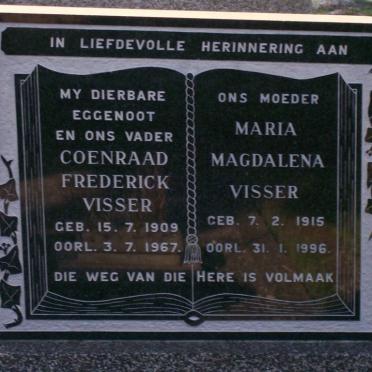 IN LIEFDEVOLLE HERINNERING AAN
MY DIERBARE
EGGENOOT
EN ONS VADER
COENRAAD
FREDERICK
VISSER
GEB. 15. 7. 1909
OORL. 3. 7. 1967.
ONS MOEDER
MARIA
MAGDALENA
VISSER
GEB. 7. 2. 1915
OORL. 31. 1. 1996.
DIE WEG VAN DIE HERE IS VOLMAAK